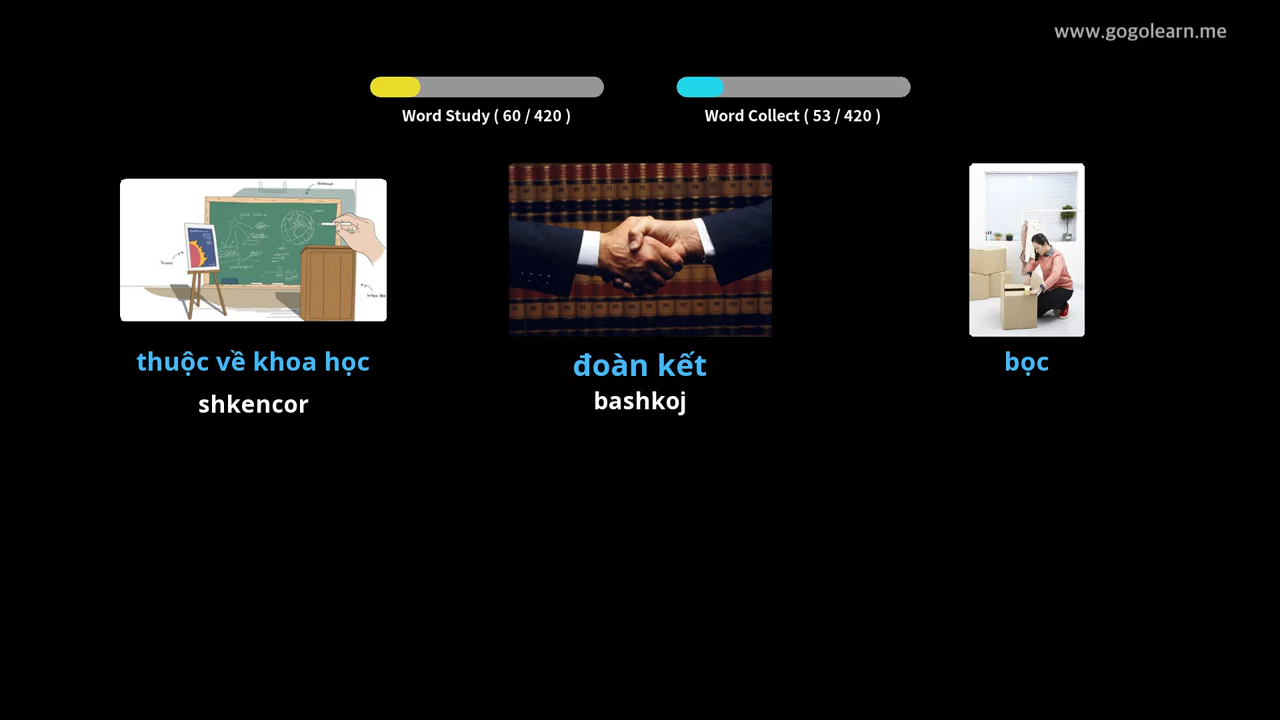 www.gogolearn.me
Word Study ( 60 / 420 )
Word Collect ( 53 / 420 )
thuộc về khoa học
shkencor
đoàn kết
bashkoj
bọc